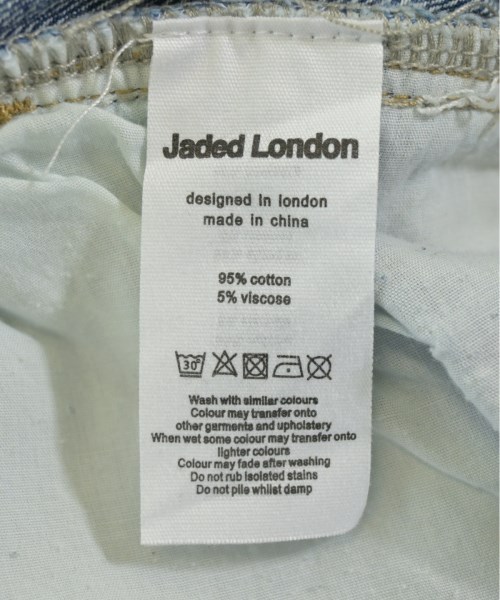 Jaded London
designed in london
made in china
95% cotton
5% viscose
30°
Wash with similar colours
Colour may transfer onto
other garments and upholstery
When wet some colour may transfer onto
lighter colours
Colour may fade after washing
Do not rub isolated stains
Do not pile whilst damp